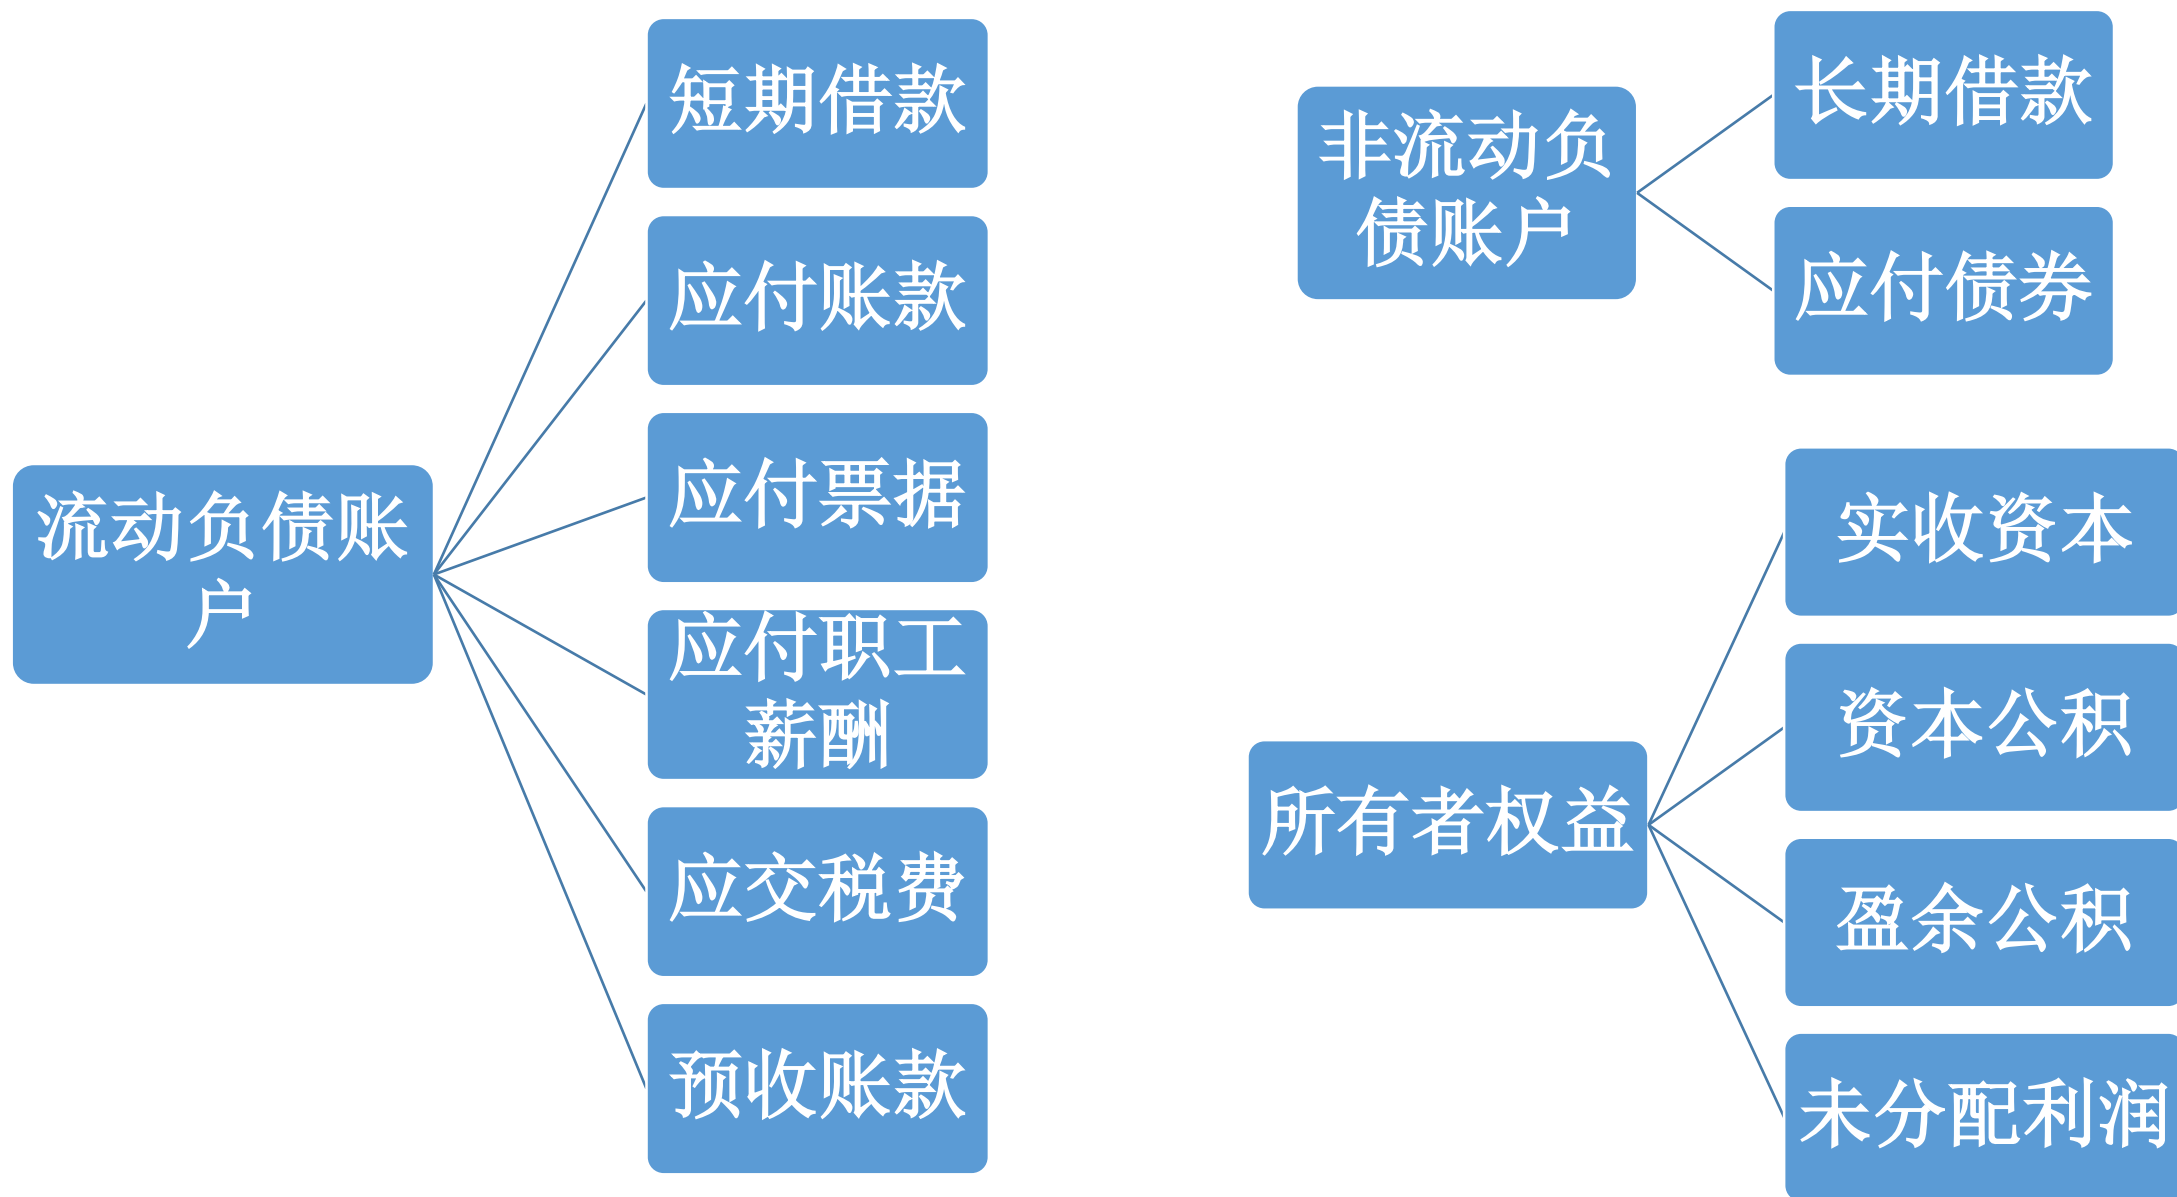 流动负债账
户
短期借款
应付账款
应付票据
应付职工
薪酬
应交税费
预收账款
非流动负
债账户
长期借款
应付债券
所有者权益
实收资本
资本公积
盈余公积
未分配利润